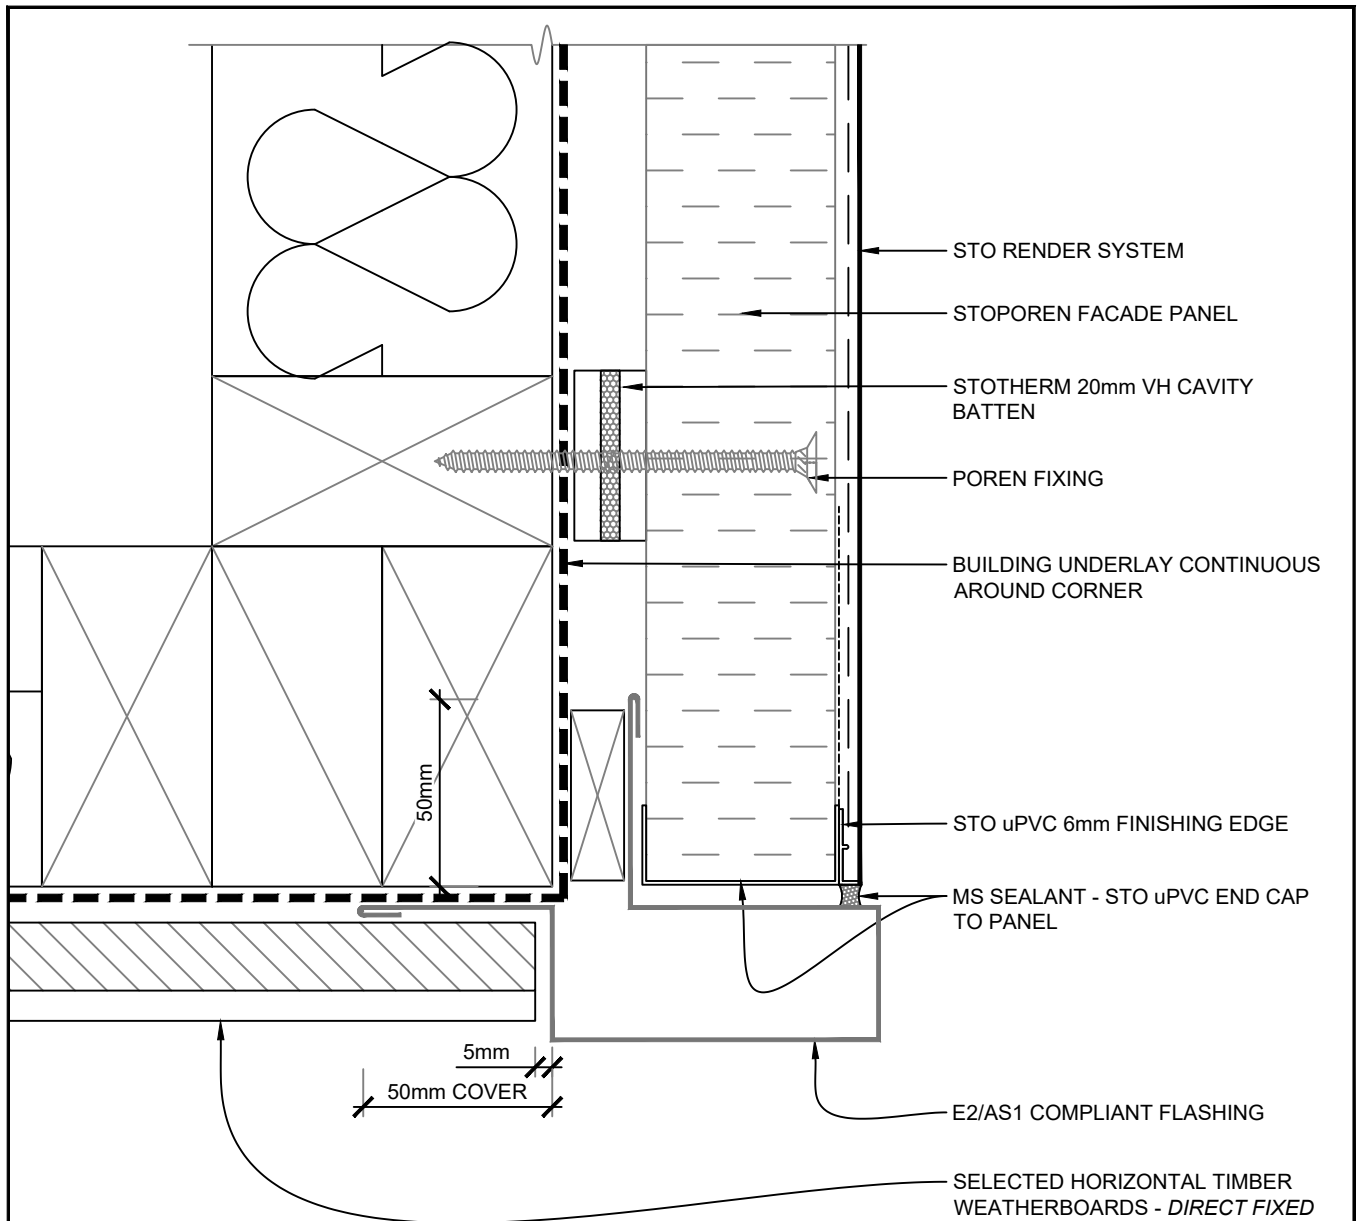 STO RENDER SYSTEM
STOPOREN FACADE PANEL
STOTHERM 20mm VH CAVITY
BATTEN
POREN FIXING
BUILDING UNDERLAY CONTINUOUS
AROUND CORNER
50mm
STO uPVC 6mm FINISHING EDGE
MS SEALANT - STO uPVC END CAP
TO PANEL
5mm
50mm COVER
E2/AS1 COMPLIANT FLASHING
SELECTED HORIZONTAL TIMBER
WEATHERBOARDS - DIRECT FIXED